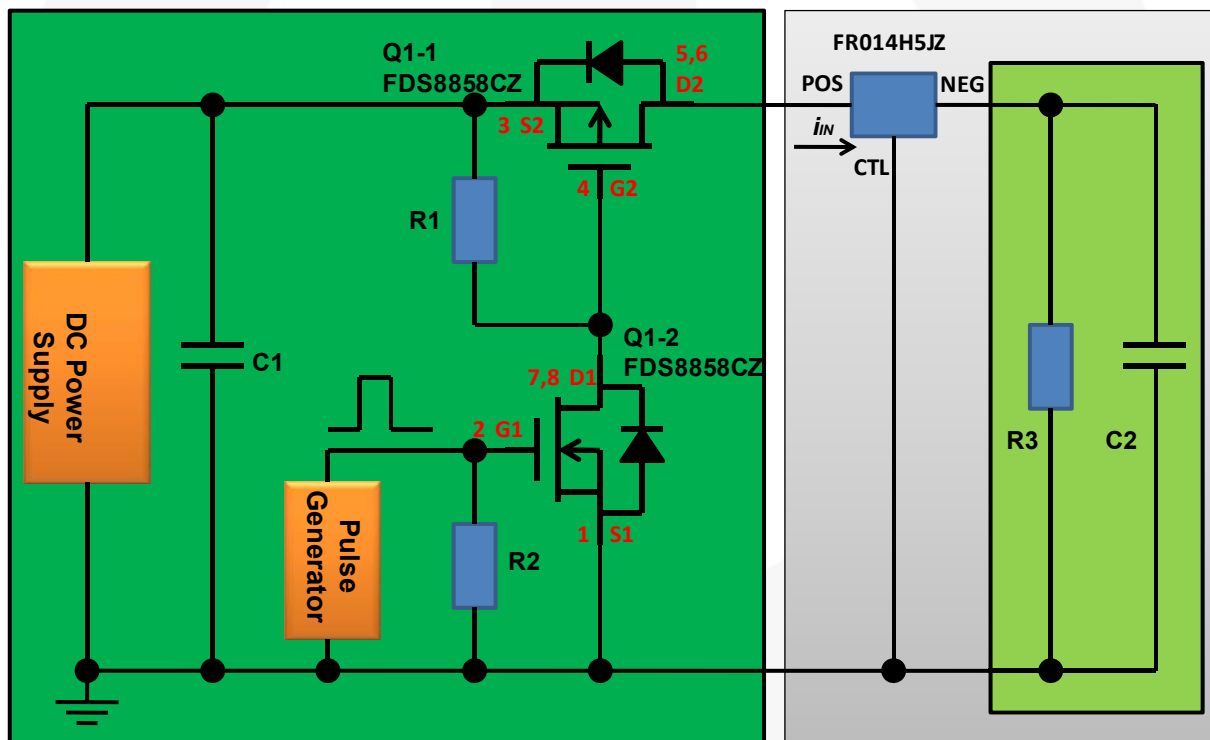 Q1-1
FDS8858CZ
5,6
D2
3 S2
4 G2
R1
DC Power
Supply
C1
Q1-2
FDS8858CZ
7,8 D1
2 G1
Pulse
Generator
R2
1 S1
FR014H5JZ
POS
NEG
iIN
CTL
R3
C2